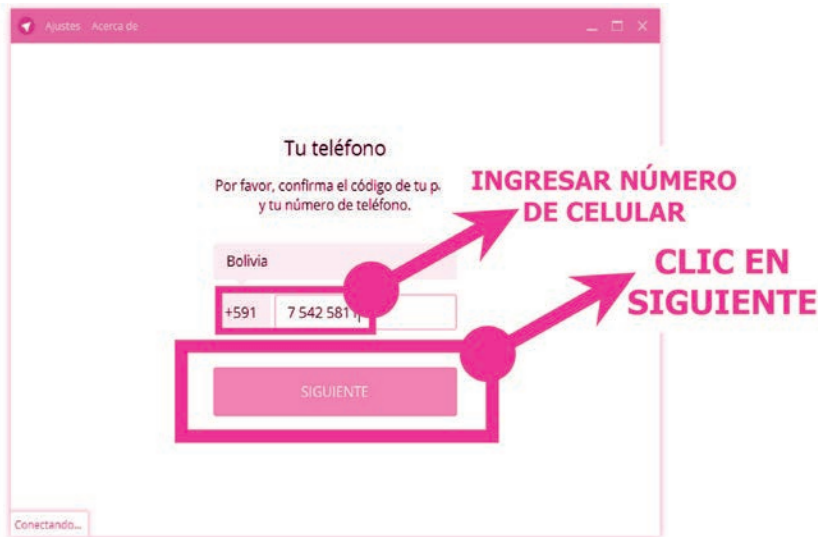 Ajustes Acerca de
Tu teléfono
Por favor, confirma el código de tu p
y tu número de teléfono.
INGRESAR NÚMERO
DE CELULAR
Bolivia
CLIC EN
SIGUIENTE
+591 7 542 5811
SIGUIENTE
Conectando...